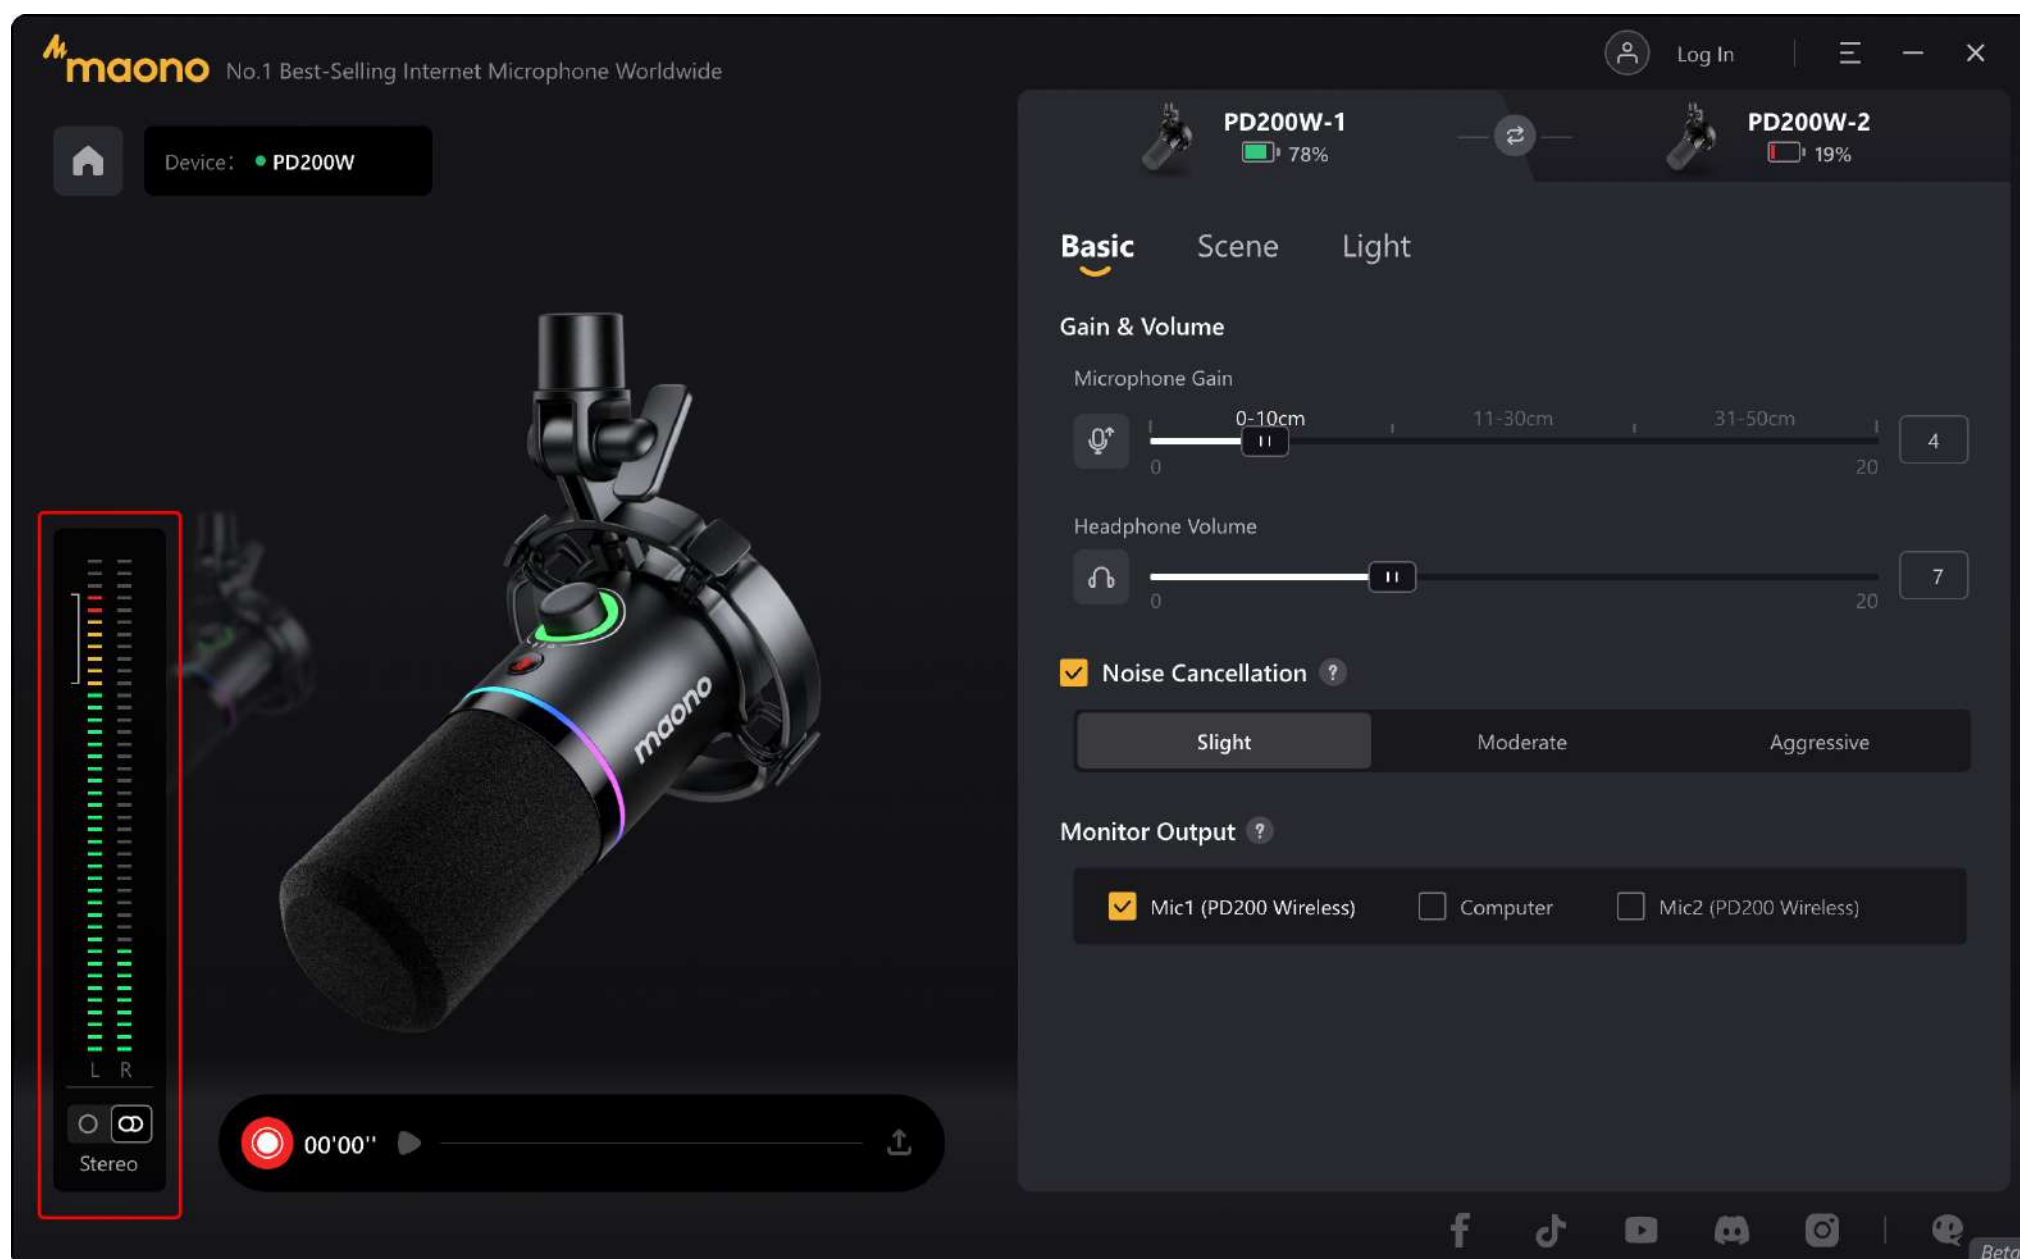 maono No.1 Best-Selling Internet Microphone Worldwide
Log In
Device: PD200W
PD200W-1
78%
PD200W-2
19%
Basic Scene Light
Gain & Volume
Microphone Gain
0-10cm 11-30cm 31-50cm
4
0 20
Headphone Volume
7
0 20
Noise Cancellation ?
Slight Moderate Aggressive
Monitor Output ?
Mic1 (PD200 Wireless) Computer Mic2 (PD200 Wireless)
maono
L R
Stereo
00'00''
Beta